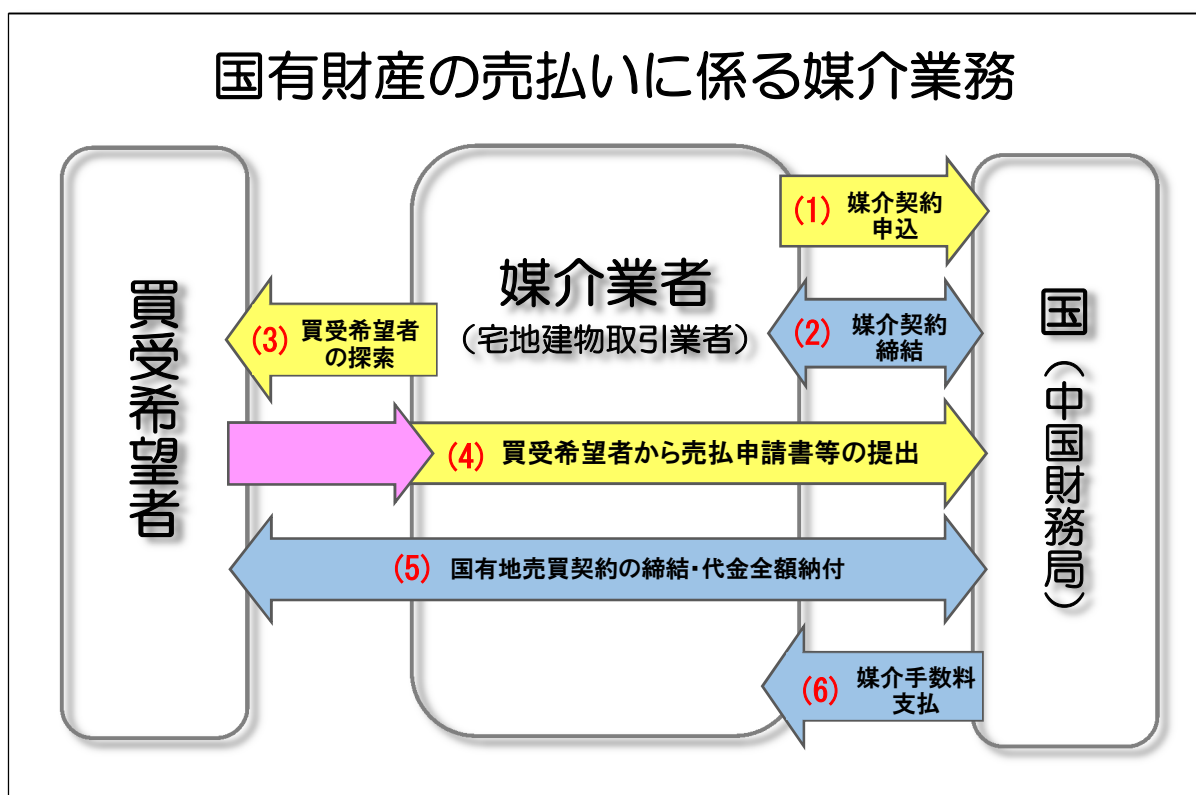 国有財産の売払いに係る媒介業務
買受希望者
媒介業者
（宅地建物取引業者）
国（中国財務局）
(1) 媒介契約
申込
(2) 媒介契約
締結
(3) 買受希望者
の探索
(4) 買受希望者から売払申請書等の提出
(5) 国有地売買契約の締結・代金全額納付
(6) 媒介手数料
支払